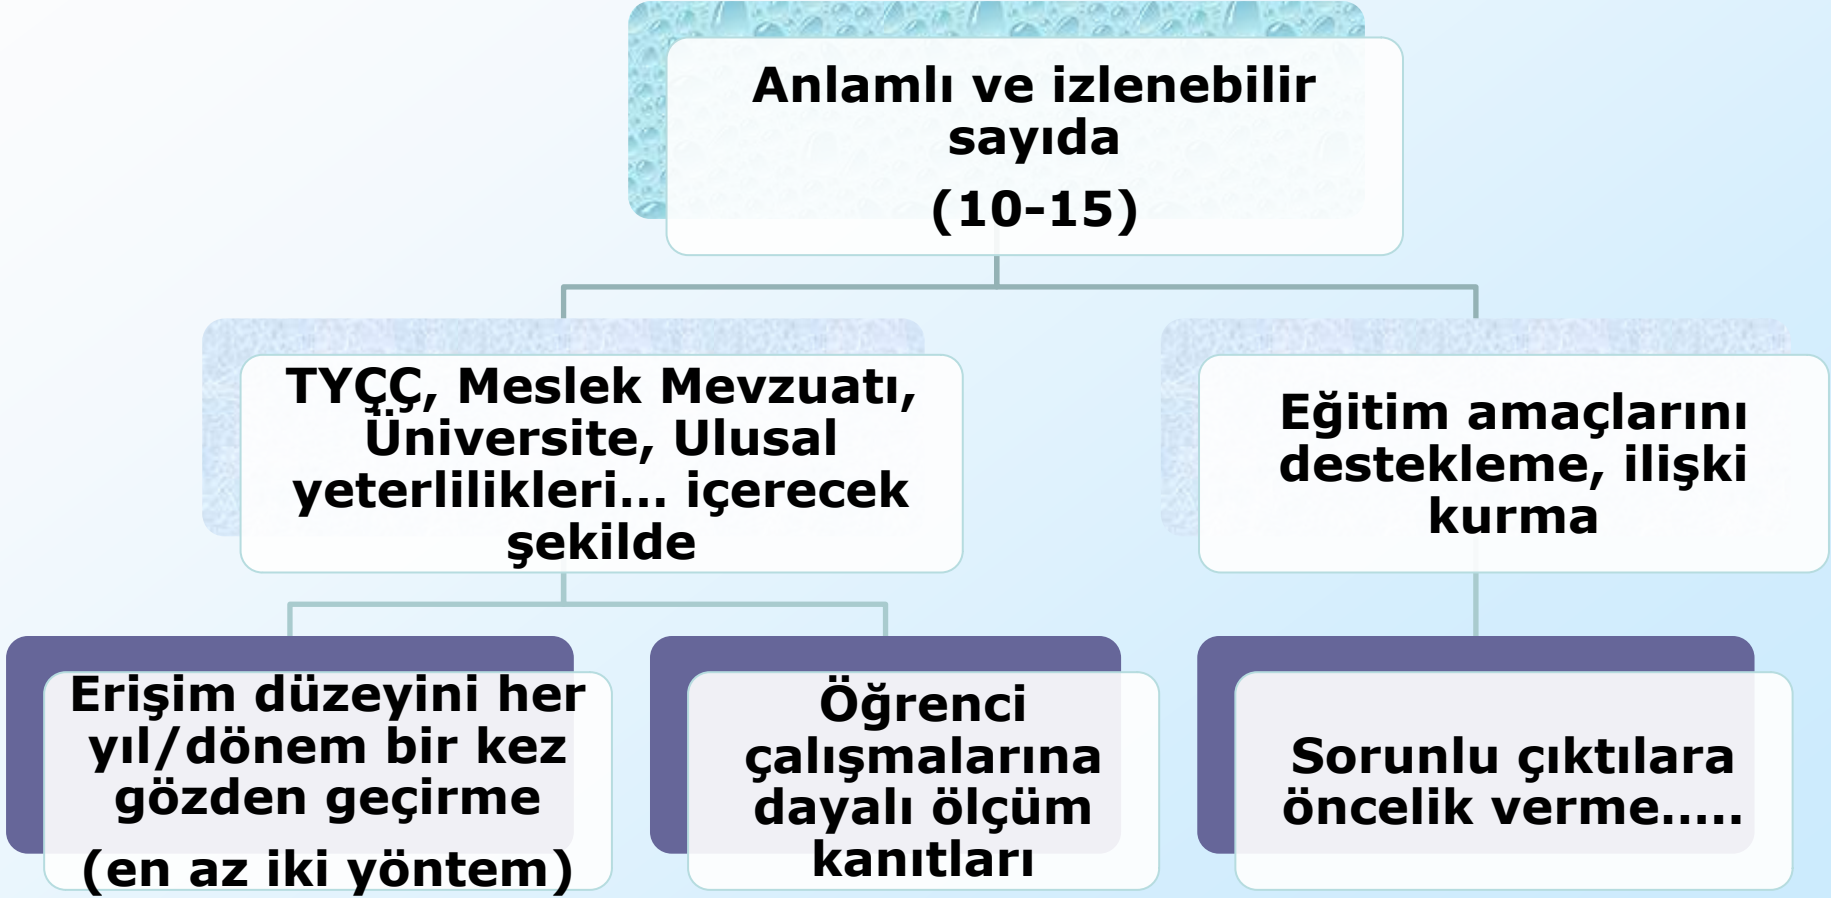 Anlamlı ve izlenebilir
sayıda
(10-15)
TYÇÇ, Meslek Mevzuatı,
Üniversite, Ulusal
yeterlilikleri... içerecek
şekilde
Eğitim amaçlarını
destekleme, ilişki
kurma
Erişim düzeyini her
yıl/dönem bir kez
gözden geçirme
(en az iki yöntem)
Öğrenci
çalışmalarına
dayalı ölçüm
kanıtları
Sorunlu çıktılara
öncelik verme.....